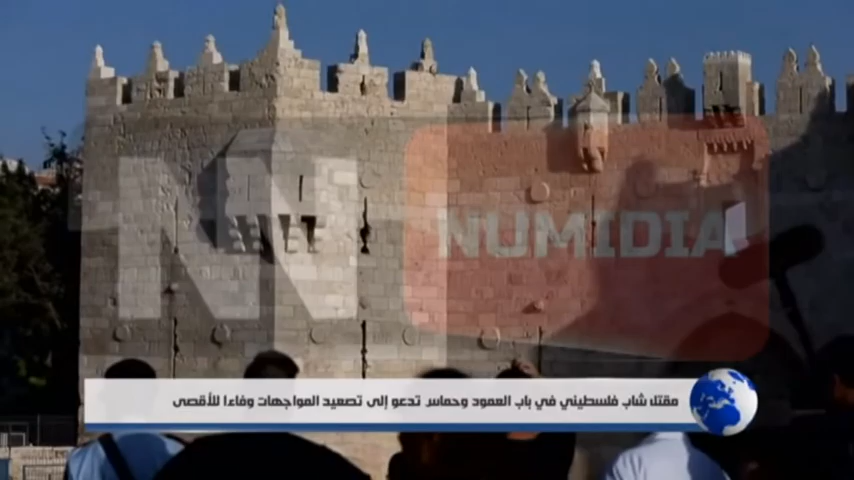 N
NUMIDIA
مقتل شاب فلسطيني في باب العمود وحماس تدعو إلى تصعيد المواجهات وفاءا للأقصى